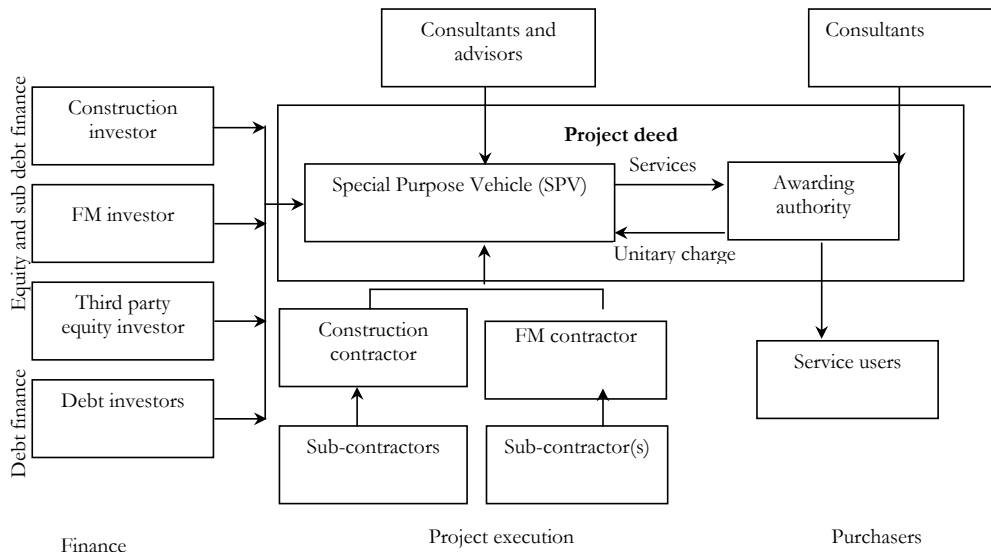 Consultants and
advisors
Consultants
Equity and sub debt finance
Debt finance
Construction
investor
FM investor
Third party
equity investor
Debt investors
Project deed
Special Purpose Vehicle (SPV)
Services
Unitary charge
Awarding
authority
Construction
contractor
FM contractor
Service users
Sub-contractors
Sub-contractor(s)
Finance
Project execution
Purchasers